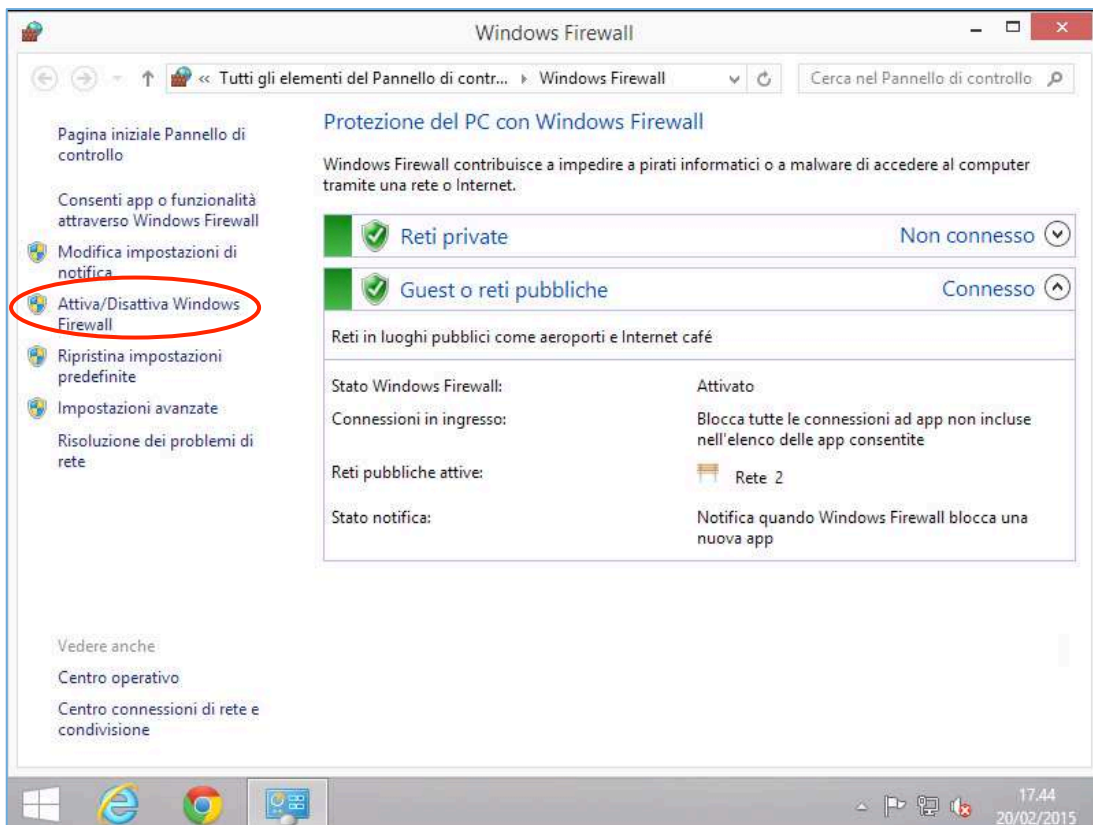 Windows Firewall
« Tutti gli elementi del Pannello di contr... Windows Firewall
Cerca nel Pannello di controllo
Pagina iniziale Pannello di
controllo
Consenti app o funzionalità
attraverso Windows Firewall
Modifica impostazioni di
notifica
Attiva/Disattiva Windows
Firewall
Ripristina impostazioni
predefinite
Impostazioni avanzate
Risoluzione dei problemi di
rete
Vedere anche
Centro operativo
Centro connessioni di rete e
condivisione
Protezione del PC con Windows Firewall
Windows Firewall contribuisce a impedire a pirati informatici o a malware di accedere al computer
tramite una rete o Internet.
Reti private Non connesso
Guest o reti pubbliche Connesso
Reti in luoghi pubblici come aeroporti e Internet café
Stato Windows Firewall: Attivato
Connessioni in ingresso: Blocca tutte le connessioni ad app non incluse
nell'elenco delle app consentite
Reti pubbliche attive: Rete 2
Stato notifica: Notifica quando Windows Firewall blocca una
nuova app
17.44
20/02/2015